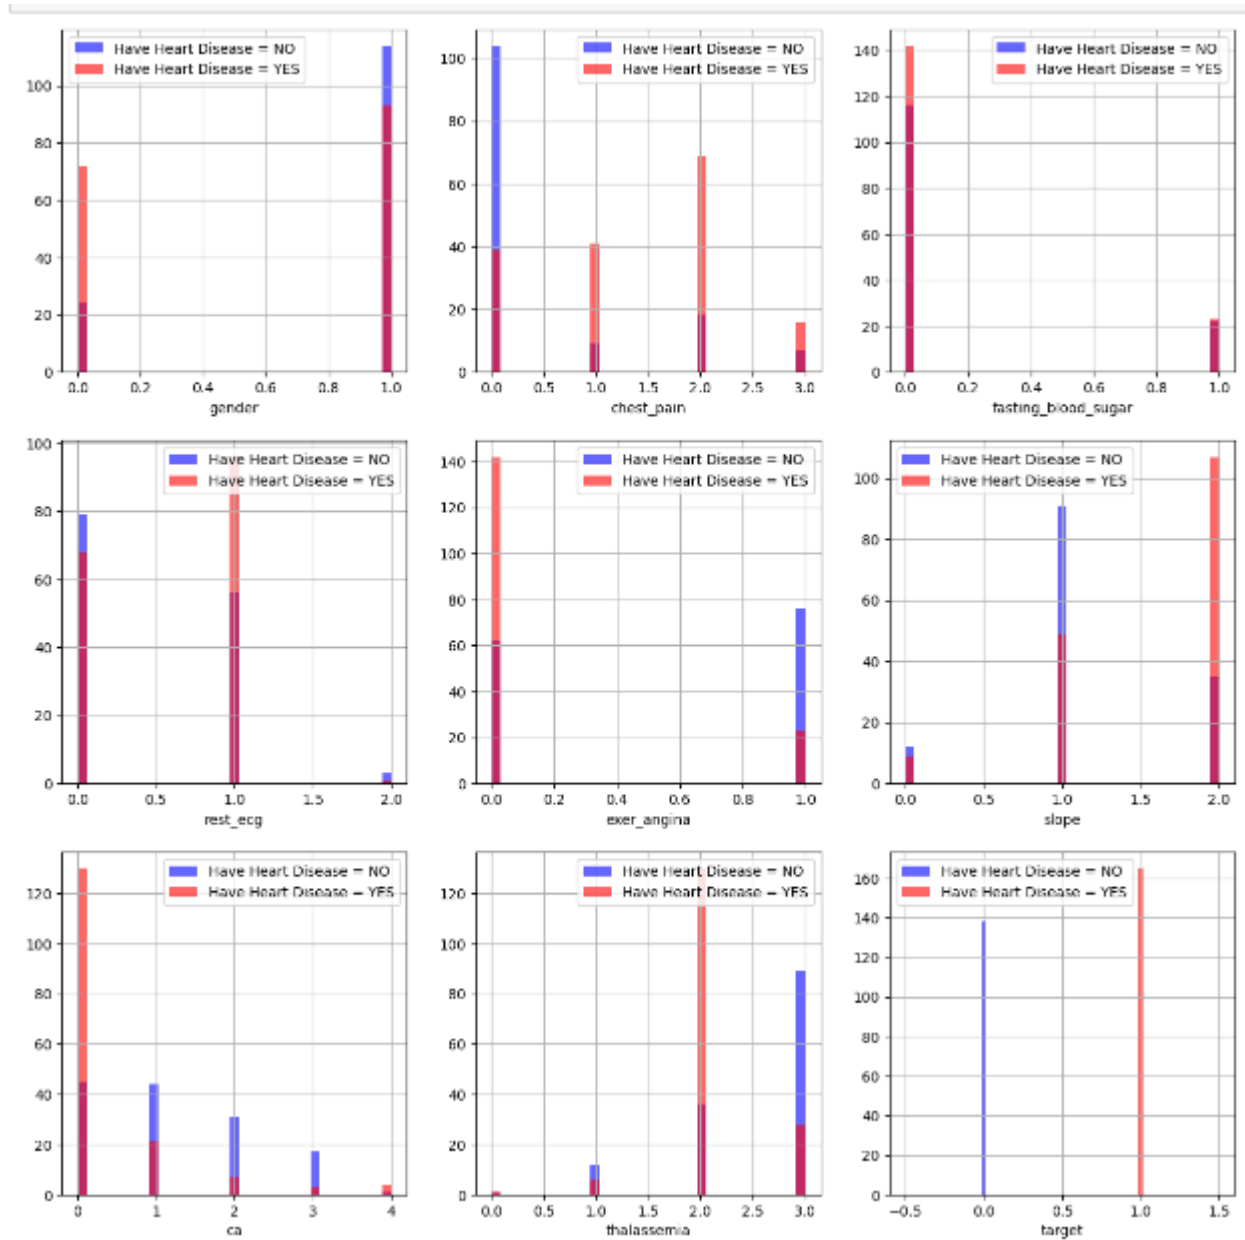 Have Heart Disease = NO
Have Heart Disease = YES
100
80
60
40
20
0
0.0 0.2 0.4 0.6 0.8 1.0
gender
Have Heart Disease = NO
Have Heart Disease = YES
100
80
60
40
20
0
0.0 0.5 1.0 1.5 2.0 2.5 3.0
chest_pain
Have Heart Disease = NO
Have Heart Disease = YES
140
120
100
80
60
40
20
0
0.0 0.2 0.4 0.6 0.8 1.0
fasting_blood_sugar
Have Heart Disease = NO
Have Heart Disease = YES
100
80
60
40
20
0
0.0 0.5 1.0 1.5 2.0
rest_ecg
Have Heart Disease = NO
Have Heart Disease = YES
140
120
100
80
60
40
20
0
0.0 0.2 0.4 0.6 0.8 1.0
exer_angina
Have Heart Disease = NO
Have Heart Disease = YES
100
80
60
40
20
0
0.0 0.5 1.0 1.5 2.0
slope
Have Heart Disease = NO
Have Heart Disease = YES
120
100
80
60
40
20
0
0 1 2 3 4
ca
Have Heart Disease = NO
Have Heart Disease = YES
120
100
80
60
40
20
0
0.0 0.5 1.0 1.5 2.0 2.5 3.0
thalassemia
Have Heart Disease = NO
Have Heart Disease = YES
160
140
120
100
80
60
40
20
0
−0.5 0.0 0.5 1.0 1.5
target